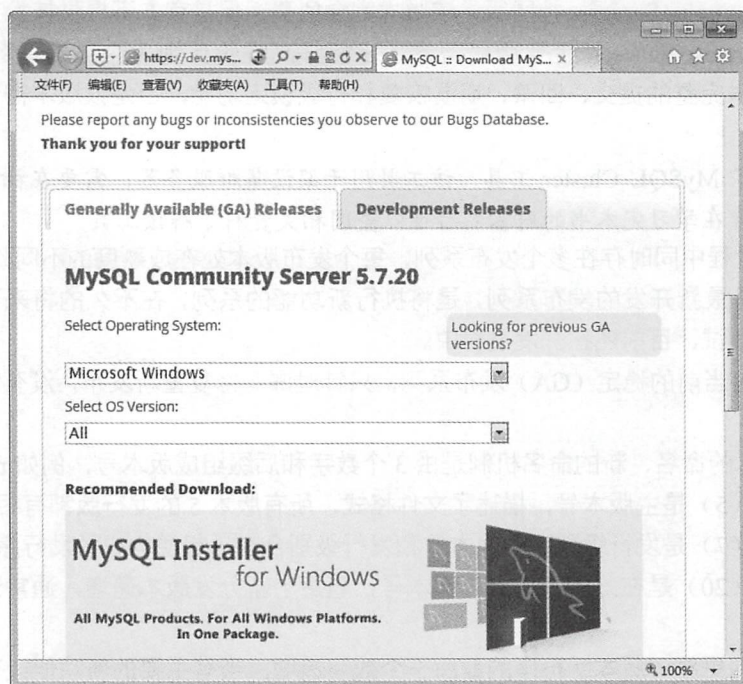 https://dev.mys...
MySQL :: Download MyS...
文件(F) 编辑(E) 查看(V) 收藏夹(A) 工具(T) 帮助(H)
Please report any bugs or inconsistencies you observe to our Bugs Database.
Thank you for your support!
Generally Available (GA) Releases
Development Releases
MySQL Community Server 5.7.20
Select Operating System:
Looking for previous GA
versions?
Microsoft Windows
Select OS Version:
All
Recommended Download:
MySQL Installer
for Windows
All MySQL Products. For All Windows Platforms.
In One Package.
100%